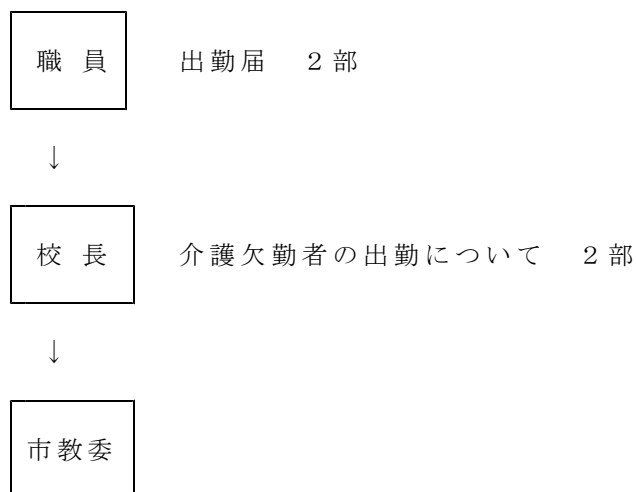 職員 出勤届 ２部
↓
校長 介護欠勤者の出勤について ２部
↓
市教委